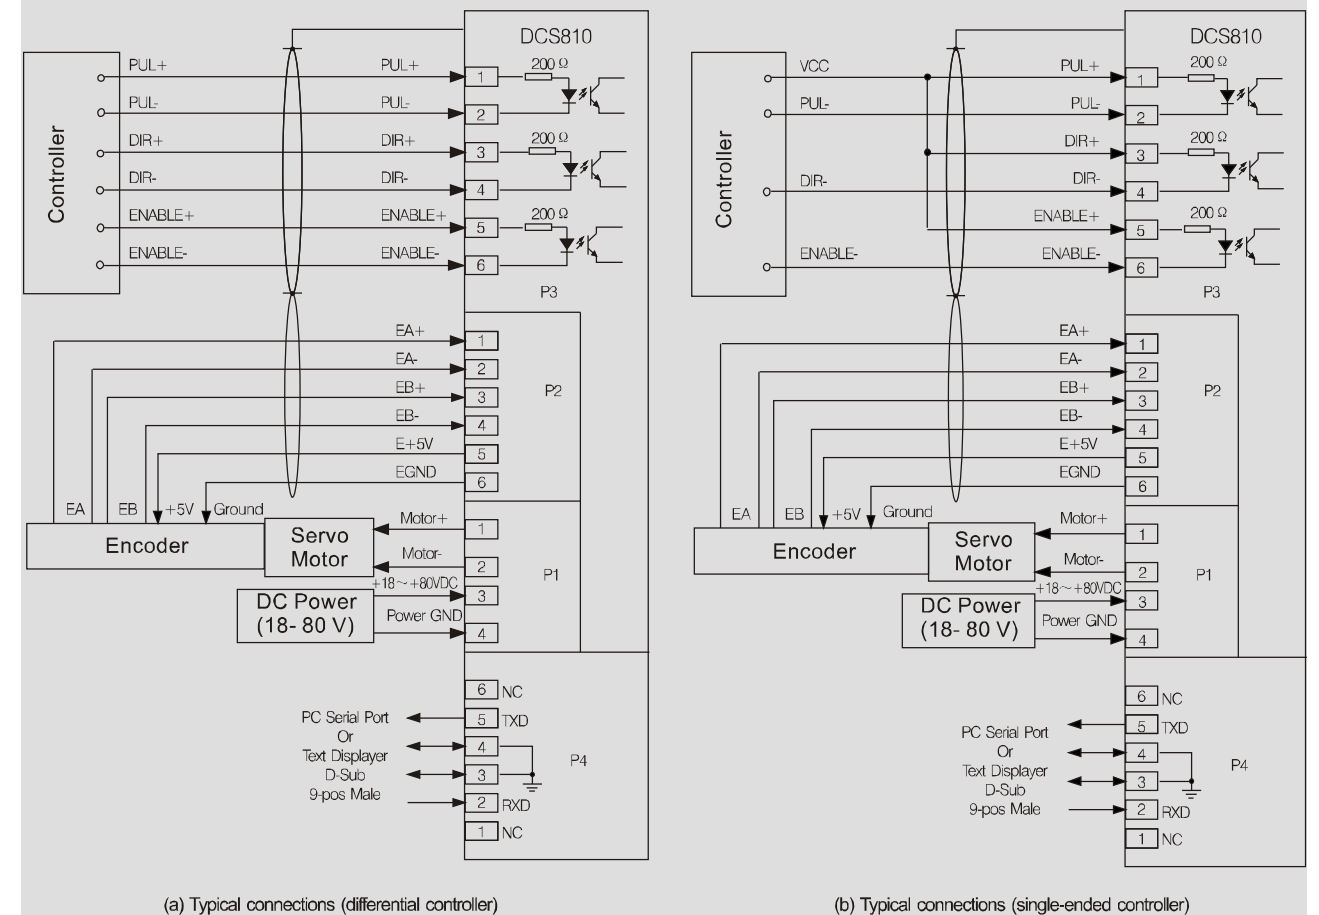 DCS810
PUL+
PUL+
1
200 Ω
PUL-
PUL-
2
DIR+
DIR+
3
200 Ω
DIR-
DIR-
4
ENABLE+
ENABLE+
5
200 Ω
ENABLE-
ENABLE-
6
Controller
P3
EA+
1
EA-
2
EB+
3
EB-
4
E+5V
5
EGND
6
P2
EA
EB
+5V
Ground
Encoder
Servo
Motor
Motor+
1
Motor-
2
+18~+80VDC
3
Power GND
4
P1
DC Power
(18- 80 V)
6 NC
5 TXD
4
3
2 RXD
1 NC
PC Serial Port
Or
Text Displayer
D-Sub
9-pos Male
P4
(a) Typical connections (differential controller)
DCS810
VCC
PUL+
1
200 Ω
PUL-
PUL-
2
DIR+
3
200 Ω
DIR-
DIR-
4
ENABLE+
5
200 Ω
ENABLE-
ENABLE-
6
Controller
P3
EA+
1
EA-
2
EB+
3
EB-
4
E+5V
5
EGND
6
P2
EA
EB
+5V
Ground
Encoder
Servo
Motor
Motor+
1
Motor-
2
+18~+80VDC
3
Power GND
4
P1
DC Power
(18- 80 V)
6 NC
5 TXD
4
3
2 RXD
1 NC
PC Serial Port
Or
Text Displayer
D-Sub
9-pos Male
P4
(b) Typical connections (single-ended controller)